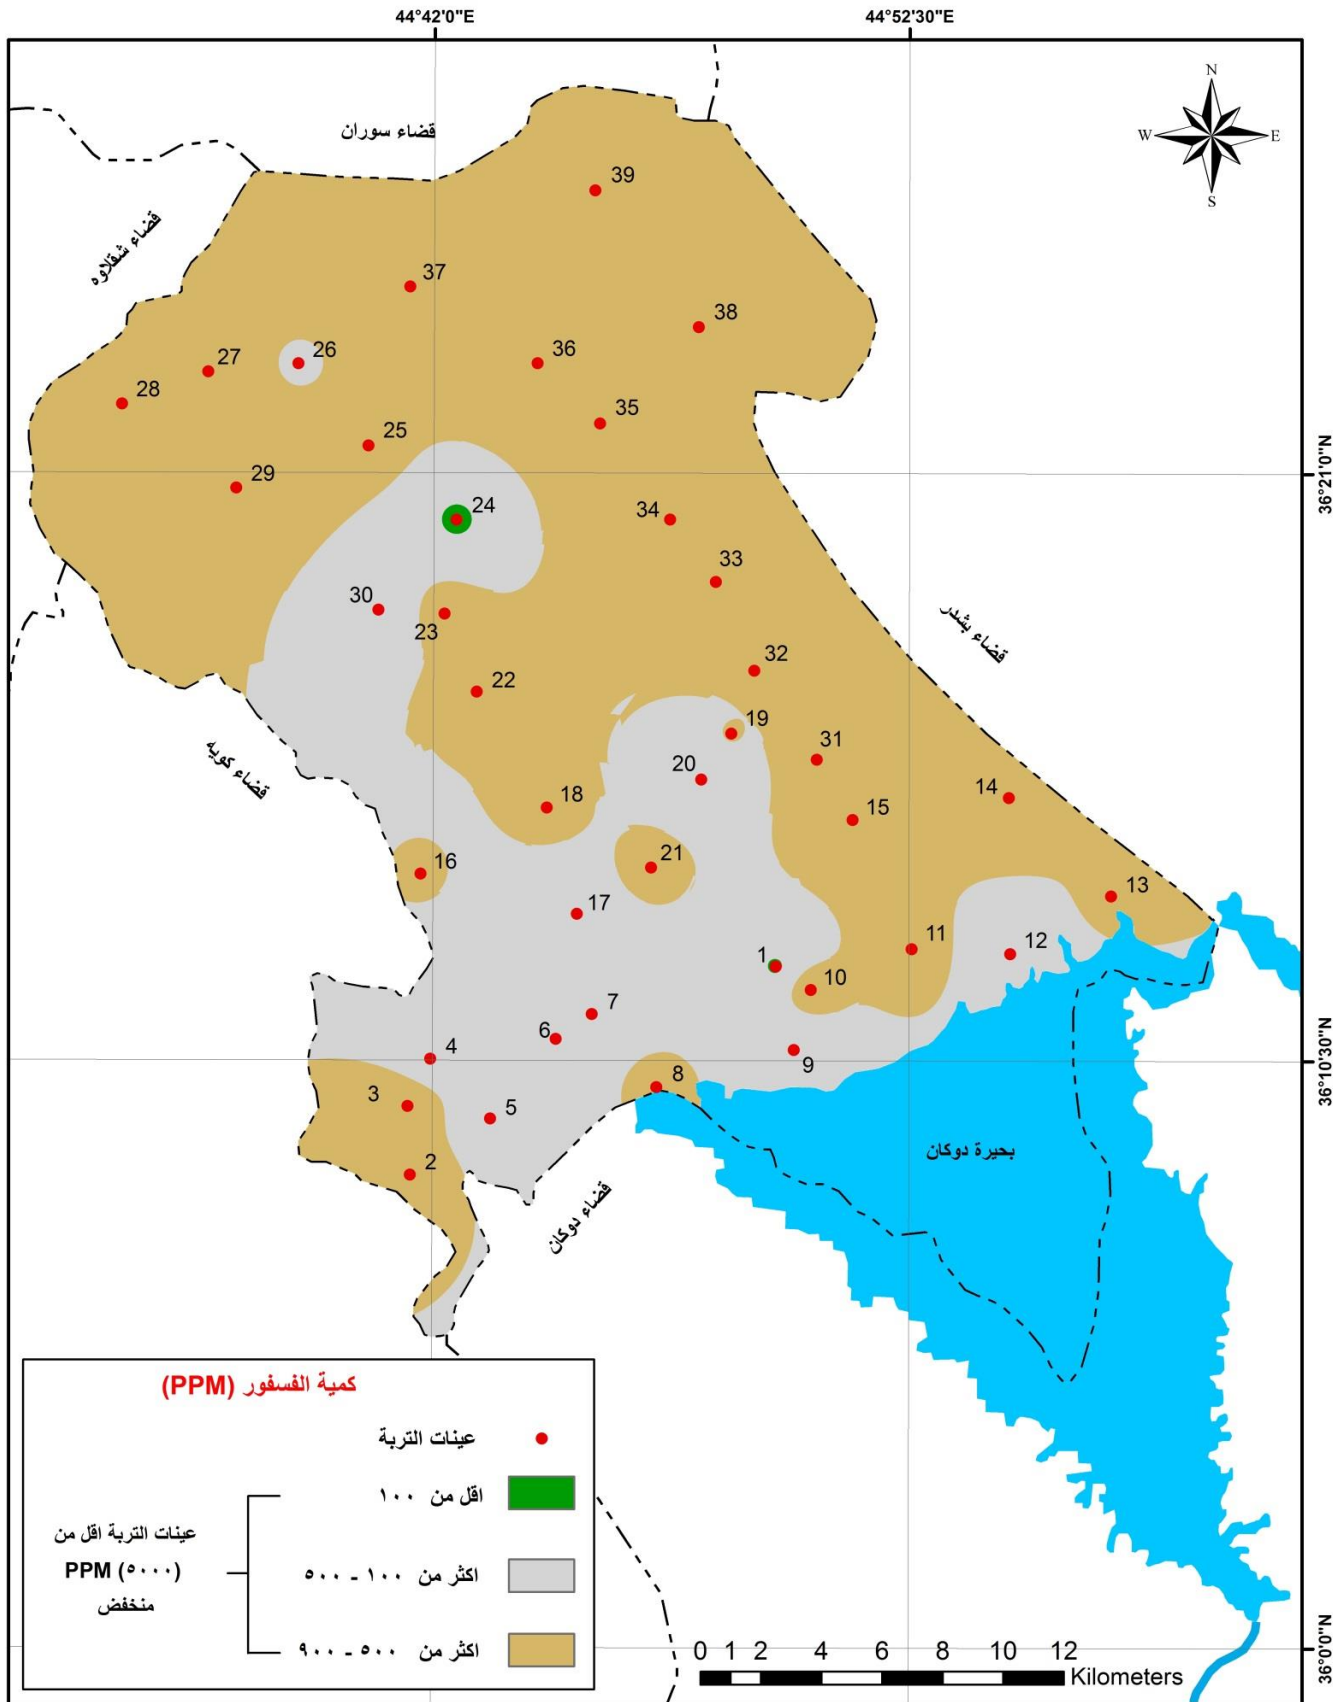 44°42'0"E
44°52'30"E
N
W
E
S
قضاء سوران
قضاء شقلاوه
39
37
38
36
26
27
28
35
25
29
36°21'0"N
24
34
33
30
23
قضاء بشدر
32
22
قضاء كويه
19
31
20
14
18
15
16
21
13
17
11
12
1
10
7
6
4
9
36°10'30"N
8
3
5
بحيرة دوكان
2
قضاء دوكان
كمية الفسفور (PPM)
عينات التربة
اقل من ١٠٠
اكثر من ١٠٠ - ٥٠٠
اكثر من ٥٠٠ - ٩٠٠
عينات التربة اقل من
PPM (٥٠٠٠)
منخفض
0 1 2 4 6 8 10 12
Kilometers
36°0'0"N